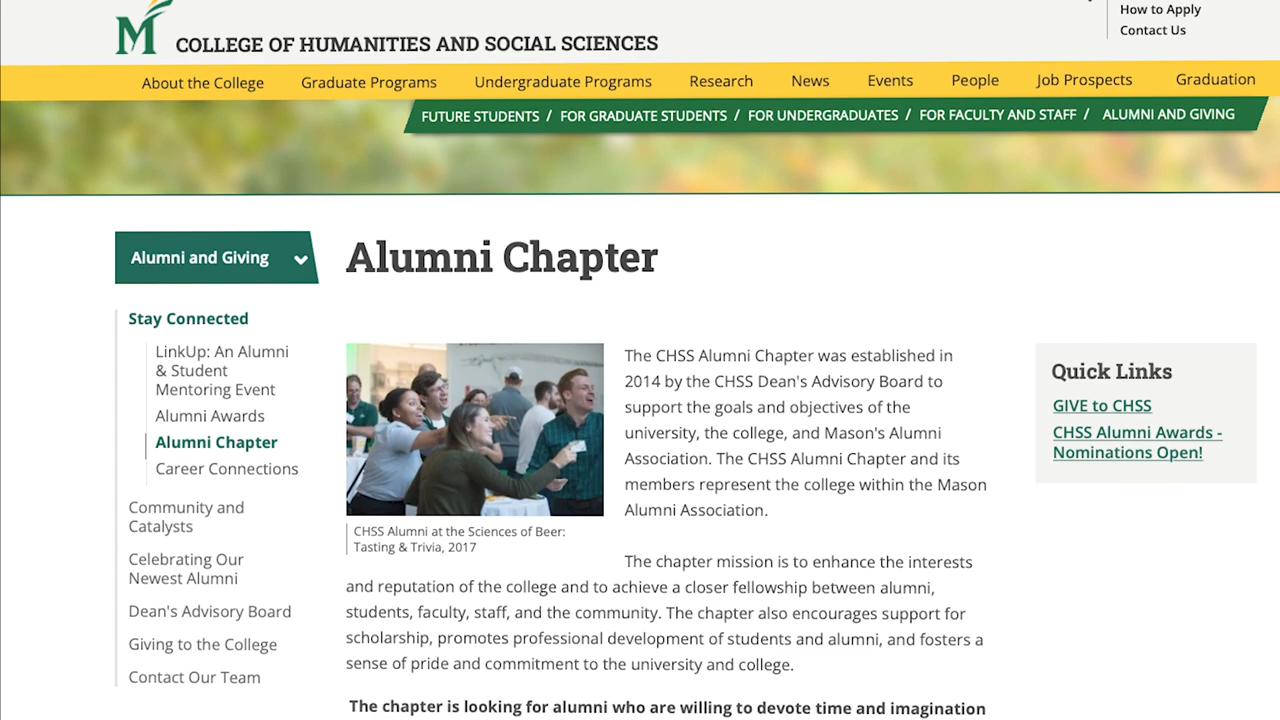 How to Apply
Contact Us
M
COLLEGE OF HUMANITIES AND SOCIAL SCIENCES
About the College Graduate Programs Undergraduate Programs Research News Events People Job Prospects Graduation
FUTURE STUDENTS / FOR GRADUATE STUDENTS / FOR UNDERGRADUATES / FOR FACULTY AND STAFF / ALUMNI AND GIVING
Alumni and Giving
Stay Connected
LinkUp: An Alumni
& Student
Mentoring Event
Alumni Awards
Alumni Chapter
Career Connections
Community and
Catalysts
Celebrating Our
Newest Alumni
Dean's Advisory Board
Giving to the College
Contact Our Team
Alumni Chapter
CHSS Alumni at the Sciences of Beer:
Tasting & Trivia, 2017
The CHSS Alumni Chapter was established in
2014 by the CHSS Dean's Advisory Board to
support the goals and objectives of the
university, the college, and Mason's Alumni
Association. The CHSS Alumni Chapter and its
members represent the college within the Mason
Alumni Association.
The chapter mission is to enhance the interests
and reputation of the college and to achieve a closer fellowship between alumni,
students, faculty, staff, and the community. The chapter also encourages support for
scholarship, promotes professional development of students and alumni, and fosters a
sense of pride and commitment to the university and college.
The chapter is looking for alumni who are willing to devote time and imagination
Quick Links
GIVE to CHSS
CHSS Alumni Awards -
Nominations Open!